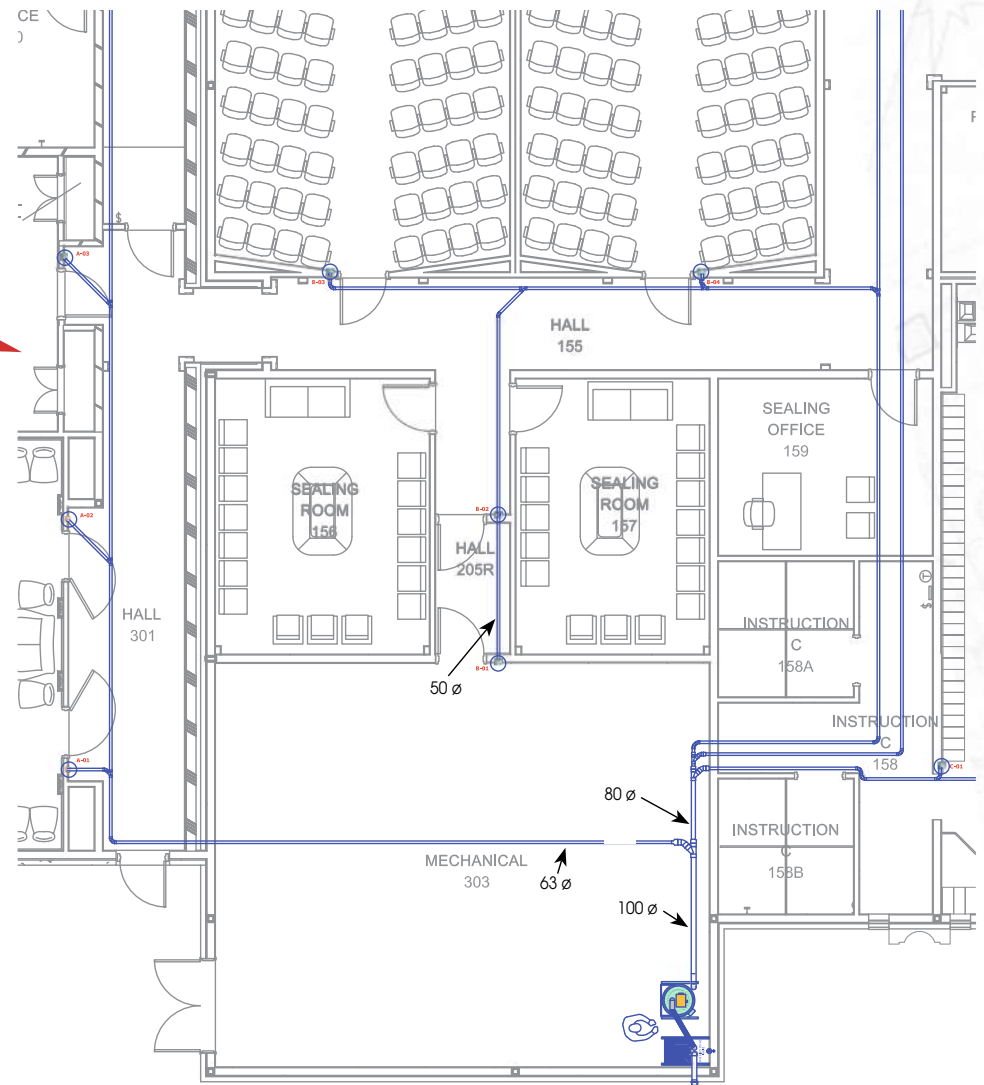 CE
$
A-03
B-03
B-04
HALL
155
SEALING
OFFICE
159
SEALING
ROOM
156
SEALING
ROOM
157
A-02
B-02
HALL
205R
HALL
301
INSTRUCTION
C
158A
$
T
50 ø
B-01
INSTRUCTION
C
158
A-01
C-01
80 ø
INSTRUCTION
C
158B
MECHANICAL
303
63 ø
100 ø